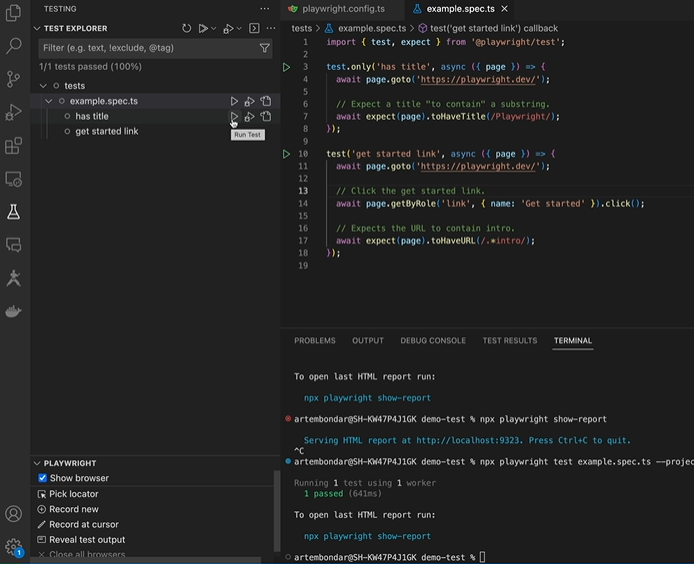 TESTING
TEST EXPLORER
Filter (e.g. text, !exclude, @tag)
1/1 tests passed (100%)
tests
example.spec.ts
has title
Run Test
get started link
PLAYWRIGHT
Show browser
Pick locator
Record new
Record at cursor
Reveal test output
Close all browsers
1
playwright.config.ts
example.spec.ts
tests > example.spec.ts > test('get started link') callback
1 import { test, expect } from '@playwright/test';
2
3 test.only('has title', async ({ page }) => {
4 await page.goto('https://playwright.dev/');
5
6 // Expect a title "to contain" a substring.
7 await expect(page).toHaveTitle(/Playwright/);
8 });
9
10 test('get started link', async ({ page }) => {
11 await page.goto('https://playwright.dev/');
12
13 // Click the get started link.
14 await page.getByRole('link', { name: 'Get started' }).click();
15
16 // Expects the URL to contain intro.
17 await expect(page).toHaveURL(/.*intro/);
18 });
19
PROBLEMS OUTPUT DEBUG CONSOLE TEST RESULTS TERMINAL
To open last HTML report run:
npx playwright show-report
artembondar@SH-KW47P4J1GK demo-test % npx playwright show-report
Serving HTML report at http://localhost:9323. Press Ctrl+C to quit.
^C
artembondar@SH-KW47P4J1GK demo-test % npx playwright test example.spec.ts --projec
Running 1 test using 1 worker
1 passed (641ms)
To open last HTML report run:
npx playwright show-report
artembondar@SH-KW47P4J1GK demo-test %